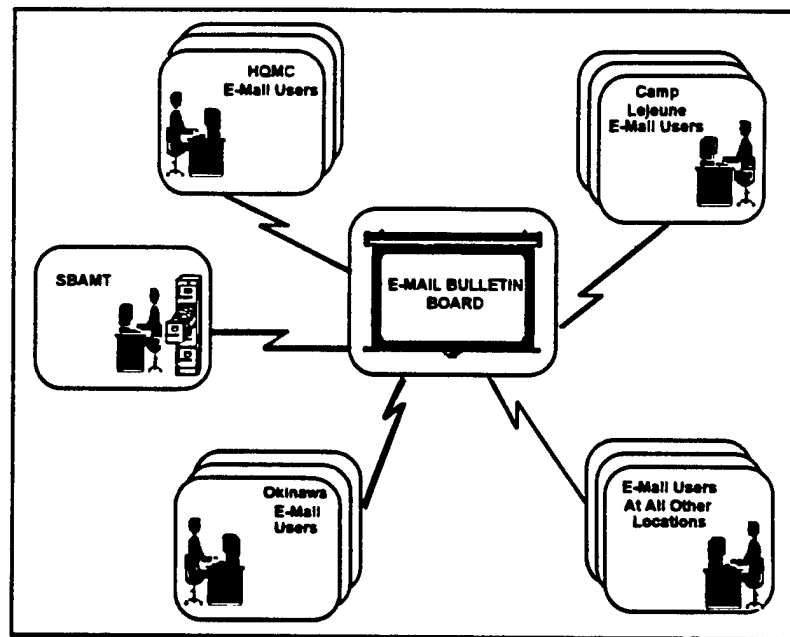 HQMC
E-Mail Users
Camp
Lejeune
E-Mail Users
SBAMT
E-MAIL BULLETIN
BOARD
Okinawa
E-Mail
Users
E-Mail Users
At All Other
Locations